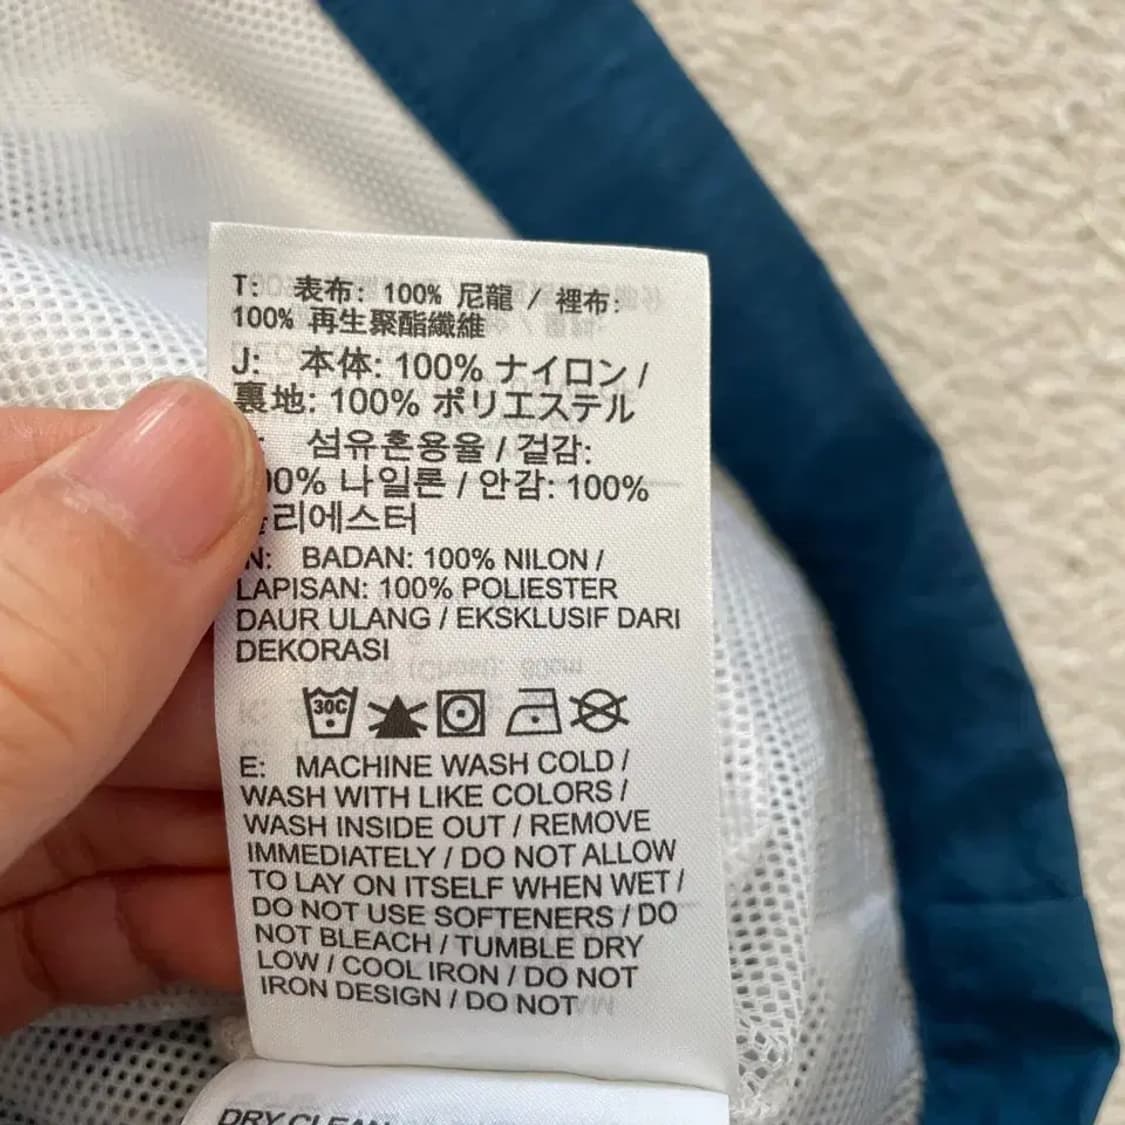 T: 表布: 100% 尼龍 / 裡布:
100% 再生聚酯纖維
J: 本体: 100% ナイロン /
裏地: 100% ポリエステル
섬유혼용율 / 겉감:
00% 나일론 / 안감: 100%
리에스터
N: BADAN: 100% NILON /
LAPISAN: 100% POLIESTER
DAUR ULANG / EKSKLUSIF DARI
DEKORASI
30C
E: MACHINE WASH COLD /
WASH WITH LIKE COLORS /
WASH INSIDE OUT / REMOVE
IMMEDIATELY / DO NOT ALLOW
TO LAY ON ITSELF WHEN WET /
DO NOT USE SOFTENERS / DO
NOT BLEACH / TUMBLE DRY
LOW / COOL IRON / DO NOT
IRON DESIGN / DO NOT
DRY CLEAN